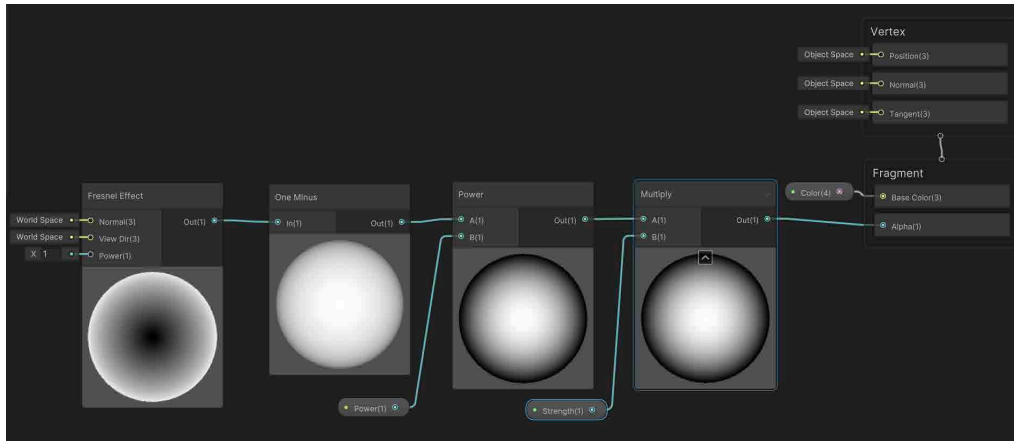 Vertex
Object Space
Position(3)
Object Space
Normal(3)
Object Space
Tangent(3)
Fragment
Color(4)
Base Color(3)
Alpha(1)
Fresnel Effect
World Space
Normal(3)
Out(1)
World Space
View Dir(3)
X 1
Power(1)
One Minus
In(1)
Out(1)
Power
A(1)
Out(1)
B(1)
Multiply
A(1)
Out(1)
B(1)
Power(1)
Strength(1)